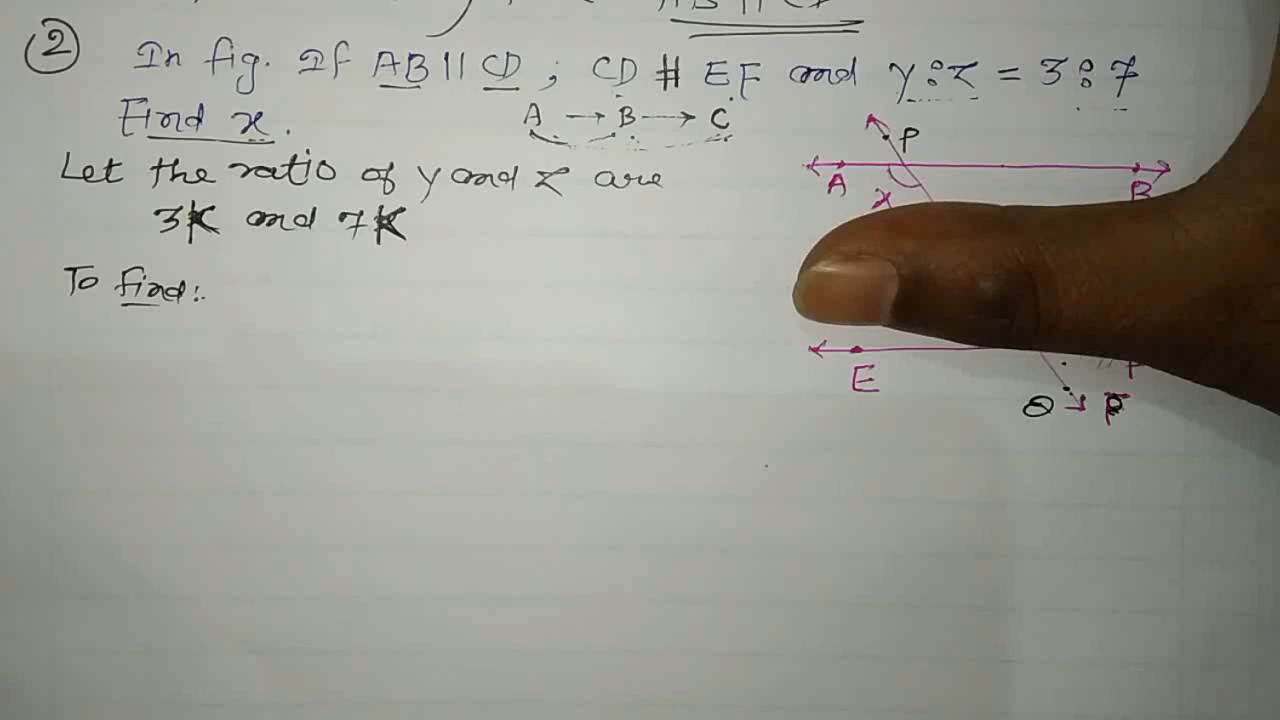 ② In fig. If AB || CD ; CD # EF and y:z = 3:7
Find x.
A → B → C
Let the ratio of y and z are
3K and 7K
To find:.
P
A
B
x
E
F
Q